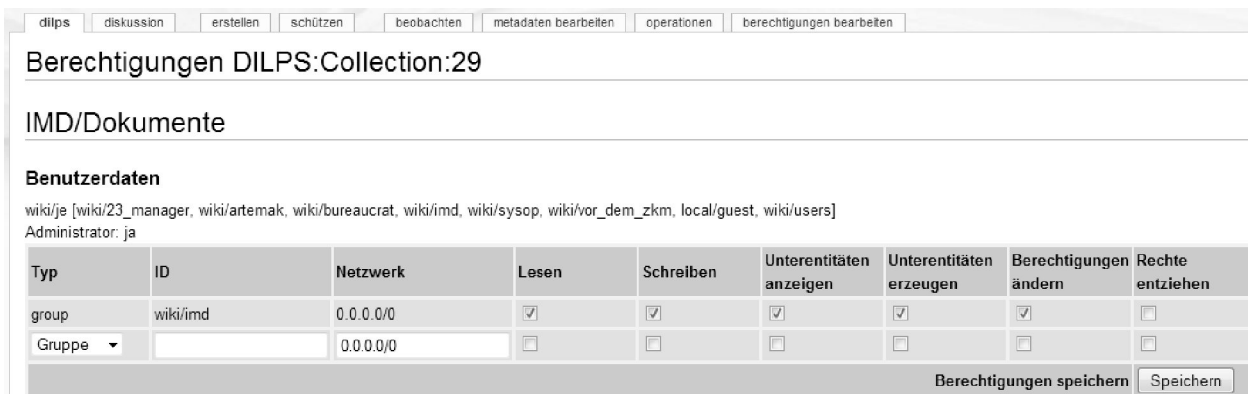 dilps diskussion erstellen schützen beobachten metadaten bearbeiten operationen berechtigungen bearbeiten
Berechtigungen DILPS:Collection:29
IMD/Dokumente
Benutzerdaten
wiki/je [wiki/23_manager, wiki/artemak, wiki/bureaucrat, wiki/imd, wiki/sysop, wiki/vor_dem_zkm, local/guest, wiki/users]
Administrator: ja
Typ ID Netzwerk Lesen Schreiben Unterentitäten anzeigen Unterentitäten erzeugen Berechtigungen ändern Rechte entziehen
group wiki/imd 0.0.0.0/0
Gruppe 0.0.0.0/0
Berechtigungen speichern Speichern